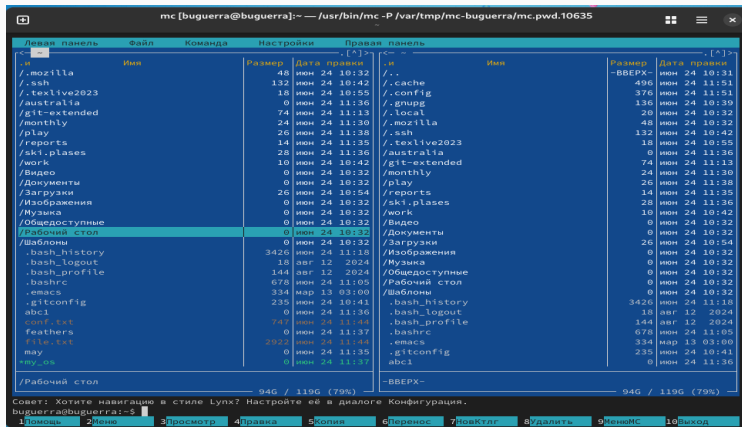 mc [buguerra@buguerra]:~ — /usr/bin/mc -P /var/tmp/mc-buguerra/mc.pwd.10635
~
Левая панель Файл Команда Настройки Правая панель
<- ~ .[^]>
.и Имя Размер Дата правки
/.mozilla 48 июн 24 10:32
/.ssh 132 июн 24 10:42
/.texlive2023 18 июн 24 10:55
/australia 0 июн 24 11:36
/git-extended 74 июн 24 11:13
/monthly 24 июн 24 11:30
/play 26 июн 24 11:38
/reports 14 июн 24 11:35
/ski.plases 28 июн 24 11:36
/work 10 июн 24 10:42
/Видео 0 июн 24 10:32
/Документы 0 июн 24 10:32
/Загрузки 26 июн 24 10:54
/Изображения 0 июн 24 10:32
/Музыка 0 июн 24 10:32
/Общедоступные 0 июн 24 10:32
/Рабочий стол 0 июн 24 10:32
/Шаблоны 0 июн 24 10:32
.bash_history 3426 июн 24 11:18
.bash_logout 18 авг 12 2024
.bash_profile 144 авг 12 2024
.bashrc 678 июн 24 11:05
.emacs 334 мар 13 03:00
.gitconfig 235 июн 24 10:41
abc1 0 июн 24 11:36
conf.txt 747 июн 24 11:44
feathers 0 июн 24 11:37
file.txt 2922 июн 24 11:44
may 0 июн 24 11:35
*my_os 0 июн 24 11:37
/Рабочий стол
94G / 119G (79%)
<- ~ .[^]>
.и Имя Размер Дата правки
/.. -ВВЕРХ- июн 24 10:31
/.cache 496 июн 24 11:51
/.config 376 июн 24 11:51
/.gnupg 136 июн 24 10:39
/.local 20 июн 24 10:32
/.mozilla 48 июн 24 10:32
/.ssh 132 июн 24 10:42
/.texlive2023 18 июн 24 10:55
/australia 0 июн 24 11:36
/git-extended 74 июн 24 11:13
/monthly 24 июн 24 11:30
/play 26 июн 24 11:38
/reports 14 июн 24 11:35
/ski.plases 28 июн 24 11:36
/work 10 июн 24 10:42
/Видео 0 июн 24 10:32
/Документы 0 июн 24 10:32
/Загрузки 26 июн 24 10:54
/Изображения 0 июн 24 10:32
/Музыка 0 июн 24 10:32
/Общедоступные 0 июн 24 10:32
/Рабочий стол 0 июн 24 10:32
/Шаблоны 0 июн 24 10:32
.bash_history 3426 июн 24 11:18
.bash_logout 18 авг 12 2024
.bash_profile 144 авг 12 2024
.bashrc 678 июн 24 11:05
.emacs 334 мар 13 03:00
.gitconfig 235 июн 24 10:41
abc1 0 июн 24 11:36
-ВВЕРХ-
94G / 119G (79%)
Совет: Хотите навигацию в стиле Lynx? Настройте её в диалоге Конфигурация.
buguerra@buguerra:~$
1Помощь 2Меню 3Просмотр 4Правка 5Копия 6Перенос 7НовКтлг 8Удалить 9МенюМС 10Выход